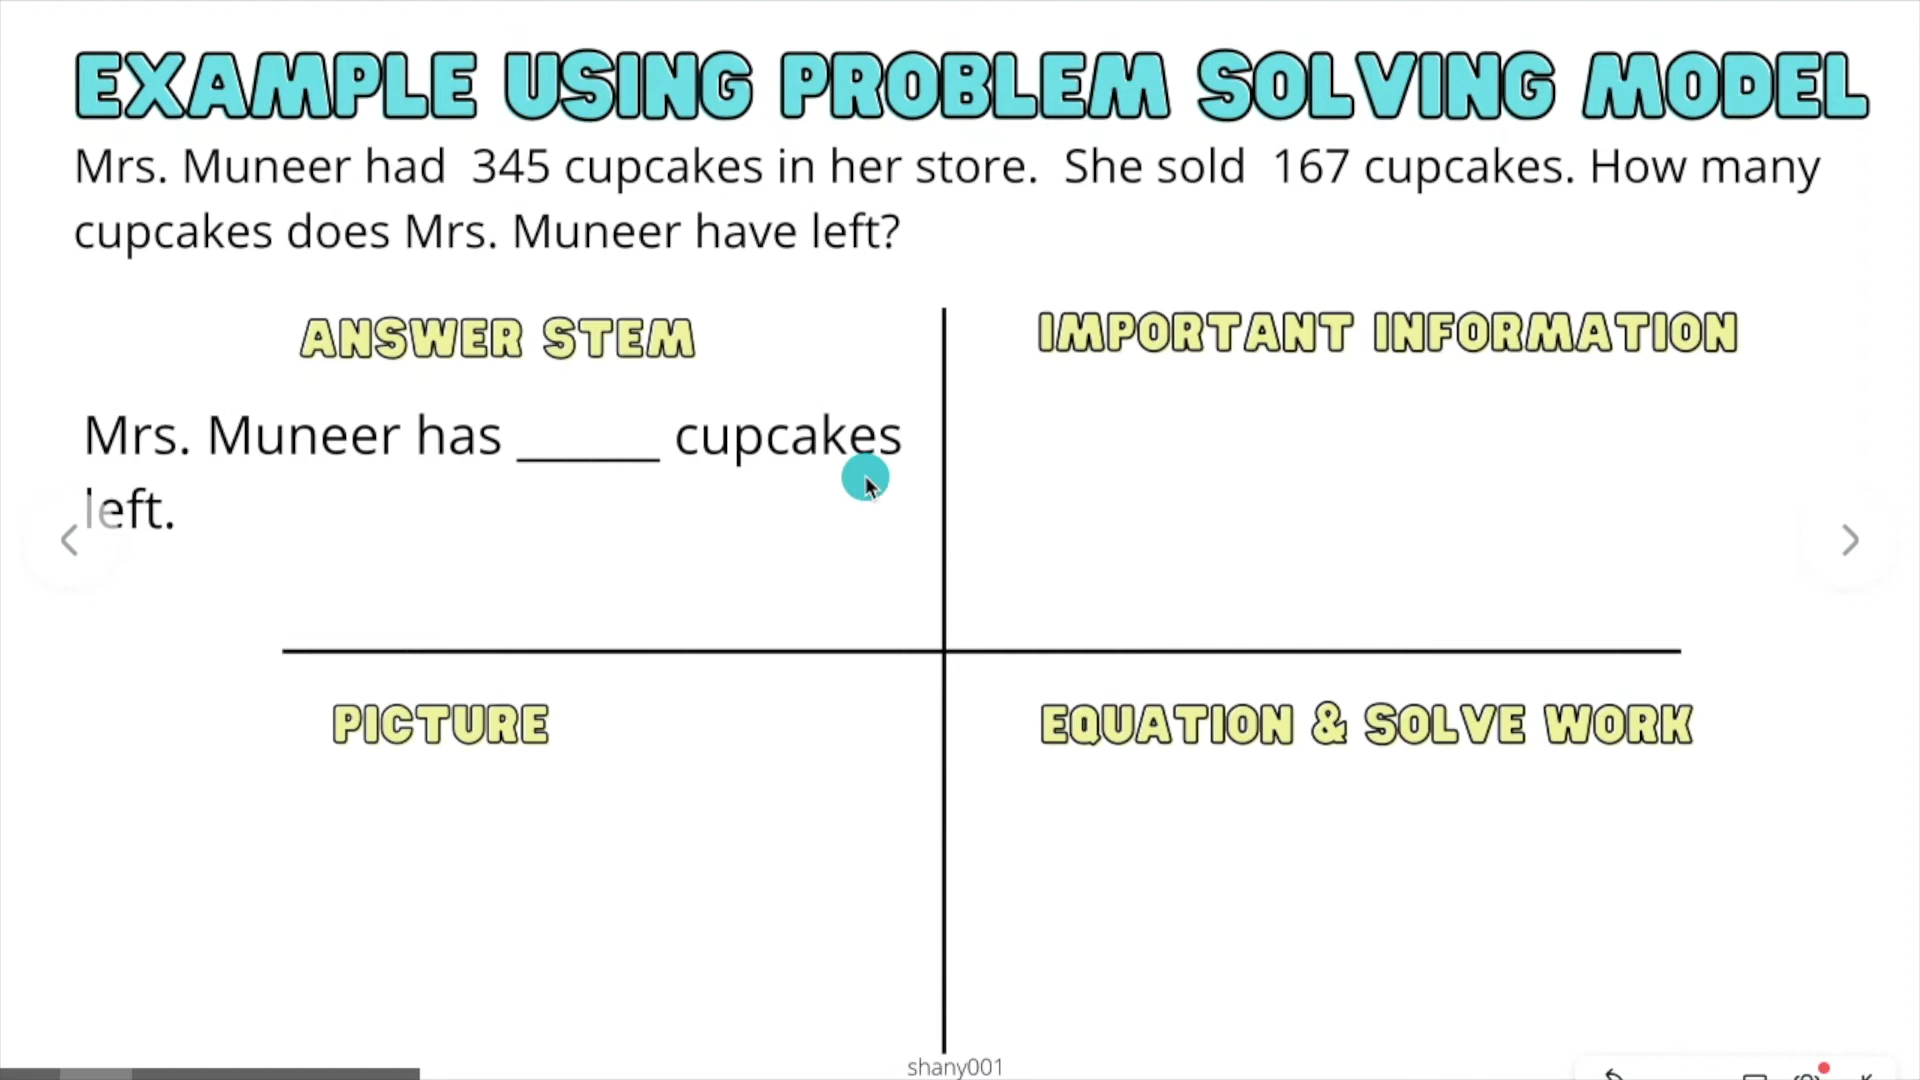 EXAMPLE USING PROBLEM SOLVING MODEL
Mrs. Muneer had 345 cupcakes in her store. She sold 167 cupcakes. How many
cupcakes does Mrs. Muneer have left?
ANSWER STEM
IMPORTANT INFORMATION
Mrs. Muneer has ______ cupcakes
left.
PICTURE
EQUATION & SOLVE WORK
shany001